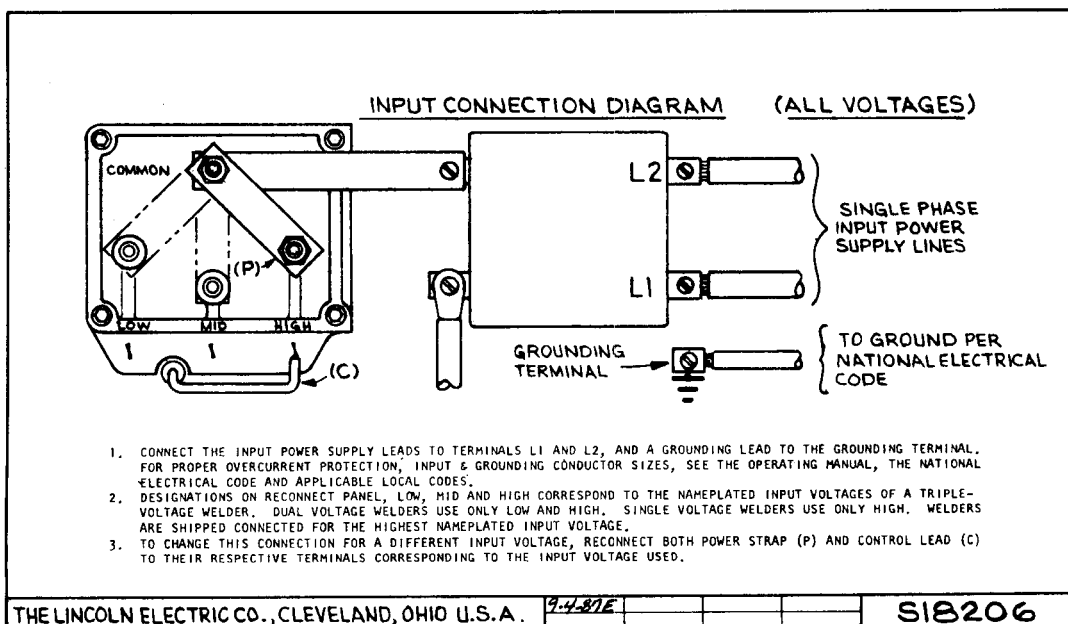 INPUT CONNECTION DIAGRAM (ALL VOLTAGES)
COMMON
(P)
LOW MID HIGH
(C)
L2
L1
SINGLE PHASE
INPUT POWER
SUPPLY LINES
GROUNDING
TERMINAL
TO GROUND PER
NATIONAL ELECTRICAL
CODE
1. CONNECT THE INPUT POWER SUPPLY LEADS TO TERMINALS L1 AND L2, AND A GROUNDING LEAD TO THE GROUNDING TERMINAL.
FOR PROPER OVERCURRENT PROTECTION, INPUT & GROUNDING CONDUCTOR SIZES, SEE THE OPERATING MANUAL, THE NATIONAL
ELECTRICAL CODE AND APPLICABLE LOCAL CODES.
2. DESIGNATIONS ON RECONNECT PANEL, LOW, MID AND HIGH CORRESPOND TO THE NAMEPLATED INPUT VOLTAGES OF A TRIPLE-
VOLTAGE WELDER. DUAL VOLTAGE WELDERS USE ONLY LOW AND HIGH. SINGLE VOLTAGE WELDERS USE ONLY HIGH. WELDERS
ARE SHIPPED CONNECTED FOR THE HIGHEST NAMEPLATED INPUT VOLTAGE.
3. TO CHANGE THIS CONNECTION FOR A DIFFERENT INPUT VOLTAGE, RECONNECT BOTH POWER STRAP (P) AND CONTROL LEAD (C)
TO THEIR RESPECTIVE TERMINALS CORRESPONDING TO THE INPUT VOLTAGE USED.
THE LINCOLN ELECTRIC CO., CLEVELAND, OHIO U.S.A. 9-4-87E S18206